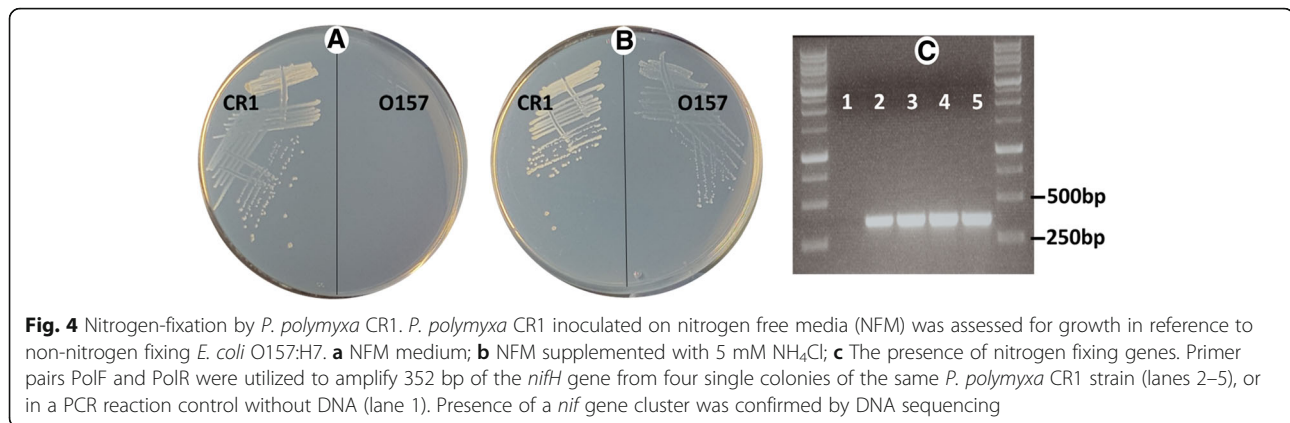 A
B
C
CR1
O157
CR1
O157
1 2 3 4 5
500bp
250bp
Fig. 4 Nitrogen-fixation by P. polymyxa CR1. P. polymyxa CR1 inoculated on nitrogen free media (NFM) was assessed for growth in reference to
non-nitrogen fixing E. coli O157:H7. a NFM medium; b NFM supplemented with 5 mM NH₄Cl; c The presence of nitrogen fixing genes. Primer
pairs PolF and PolR were utilized to amplify 352 bp of the nifH gene from four single colonies of the same P. polymyxa CR1 strain (lanes 2–5), or
in a PCR reaction control without DNA (lane 1). Presence of a nif gene cluster was confirmed by DNA sequencing